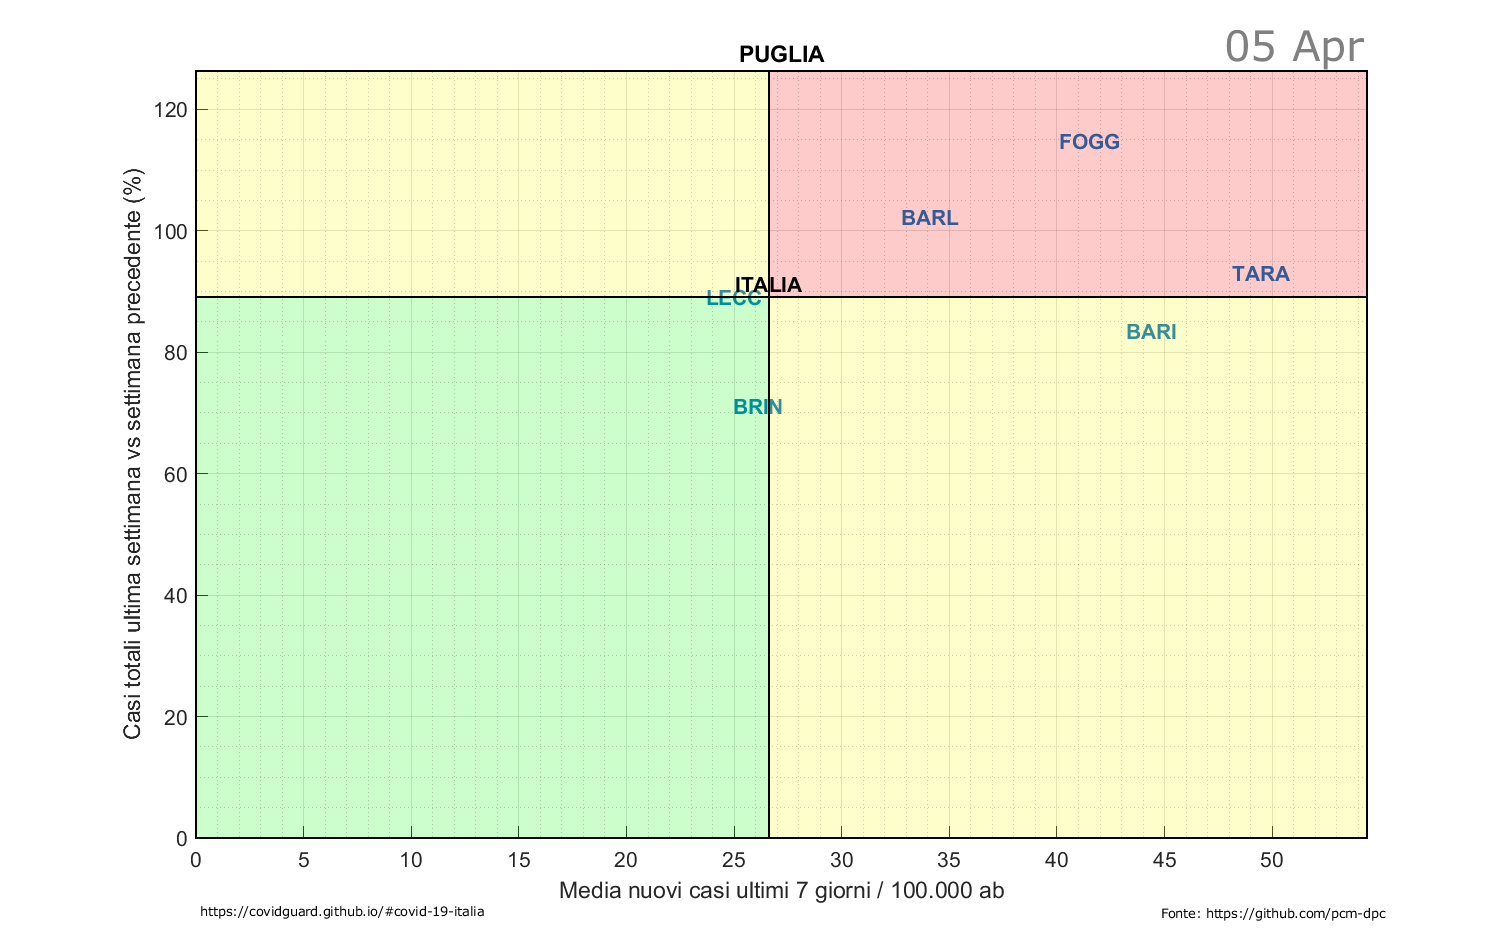 05 Apr
PUGLIA
Casi totali ultima settimana vs settimana precedente (%)
120
100
80
60
40
20
0
FOGG
BARL
TARA
ITALIA
LECC
BARI
BRIN
0 5 10 15 20 25 30 35 40 45 50
Media nuovi casi ultimi 7 giorni / 100.000 ab
https://covidguard.github.io/#covid-19-italia
Fonte: https://github.com/pcm-dpc